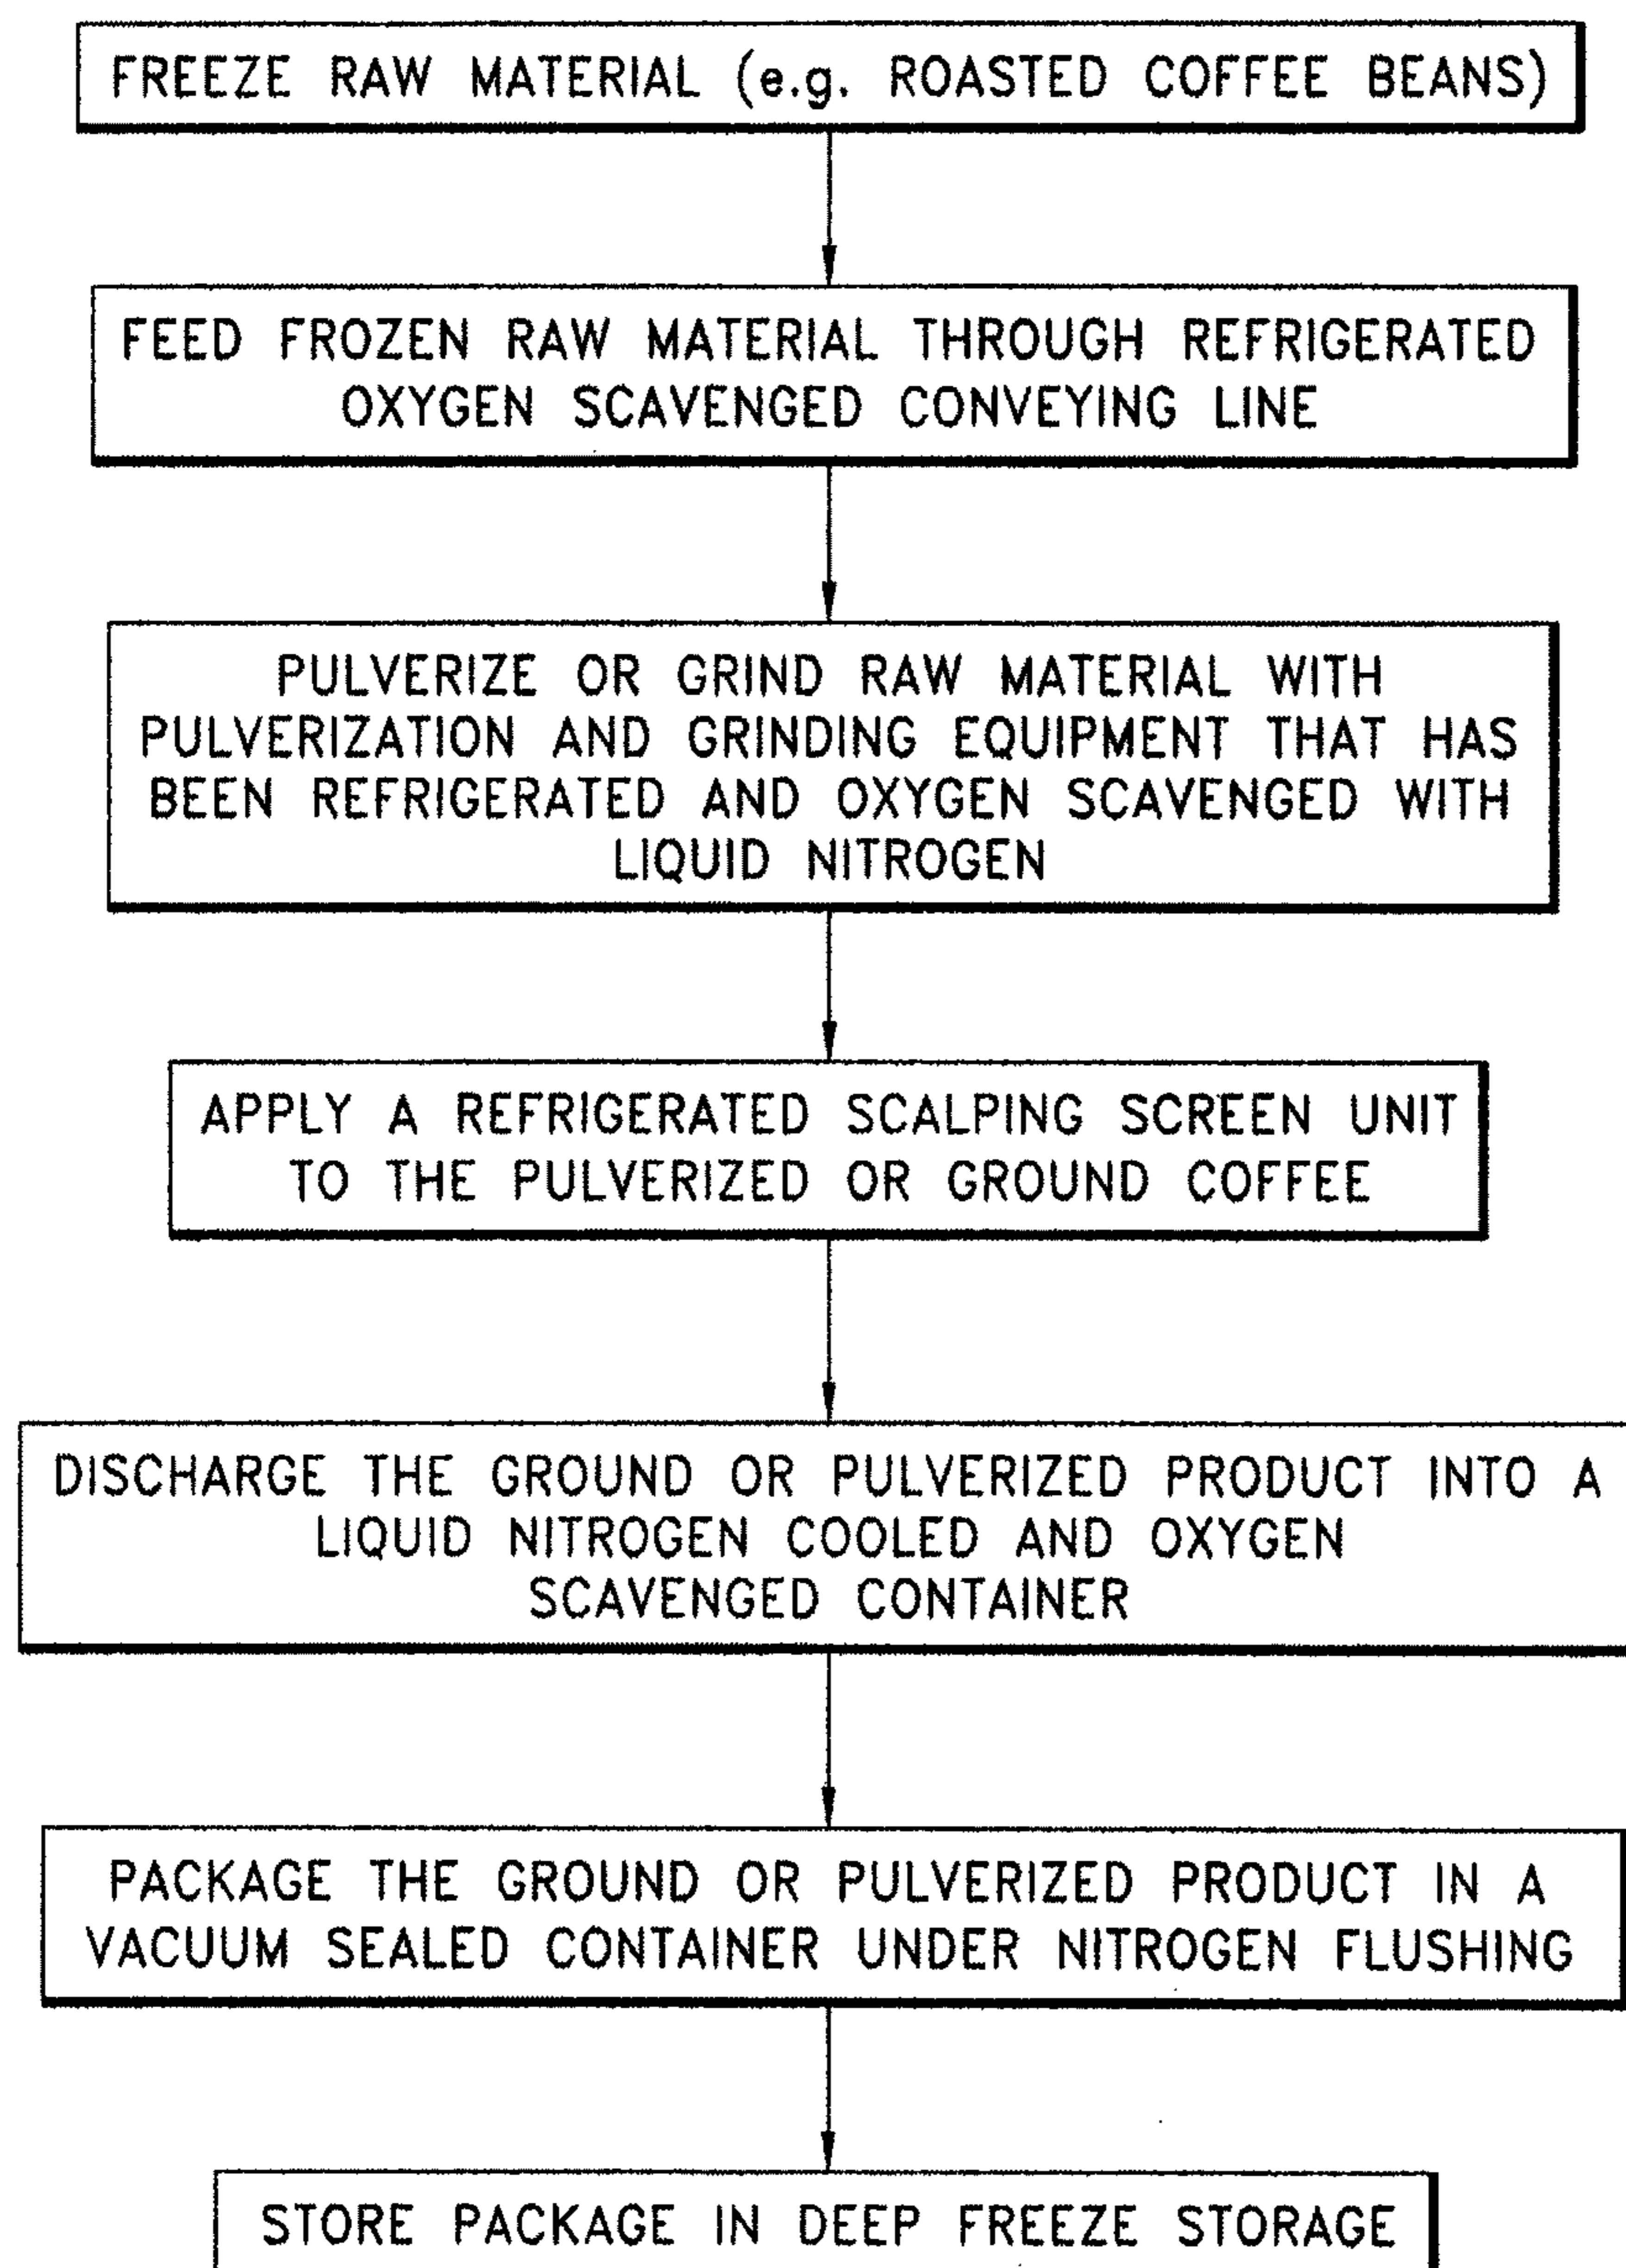 FREEZE RAW MATERIAL (e.g. ROASTED COFFEE BEANS)
FEED FROZEN RAW MATERIAL THROUGH REFRIGERATED
OXYGEN SCAVENGED CONVEYING LINE
PULVERIZE OR GRIND RAW MATERIAL WITH
PULVERIZATION AND GRINDING EQUIPMENT THAT HAS
BEEN REFRIGERATED AND OXYGEN SCAVENGED WITH
LIQUID NITROGEN
APPLY A REFRIGERATED SCALPING SCREEN UNIT
TO THE PULVERIZED OR GROUND COFFEE
DISCHARGE THE GROUND OR PULVERIZED PRODUCT INTO A
LIQUID NITROGEN COOLED AND OXYGEN
SCAVENGED CONTAINER
PACKAGE THE GROUND OR PULVERIZED PRODUCT IN A
VACUUM SEALED CONTAINER UNDER NITROGEN FLUSHING
STORE PACKAGE IN DEEP FREEZE STORAGE